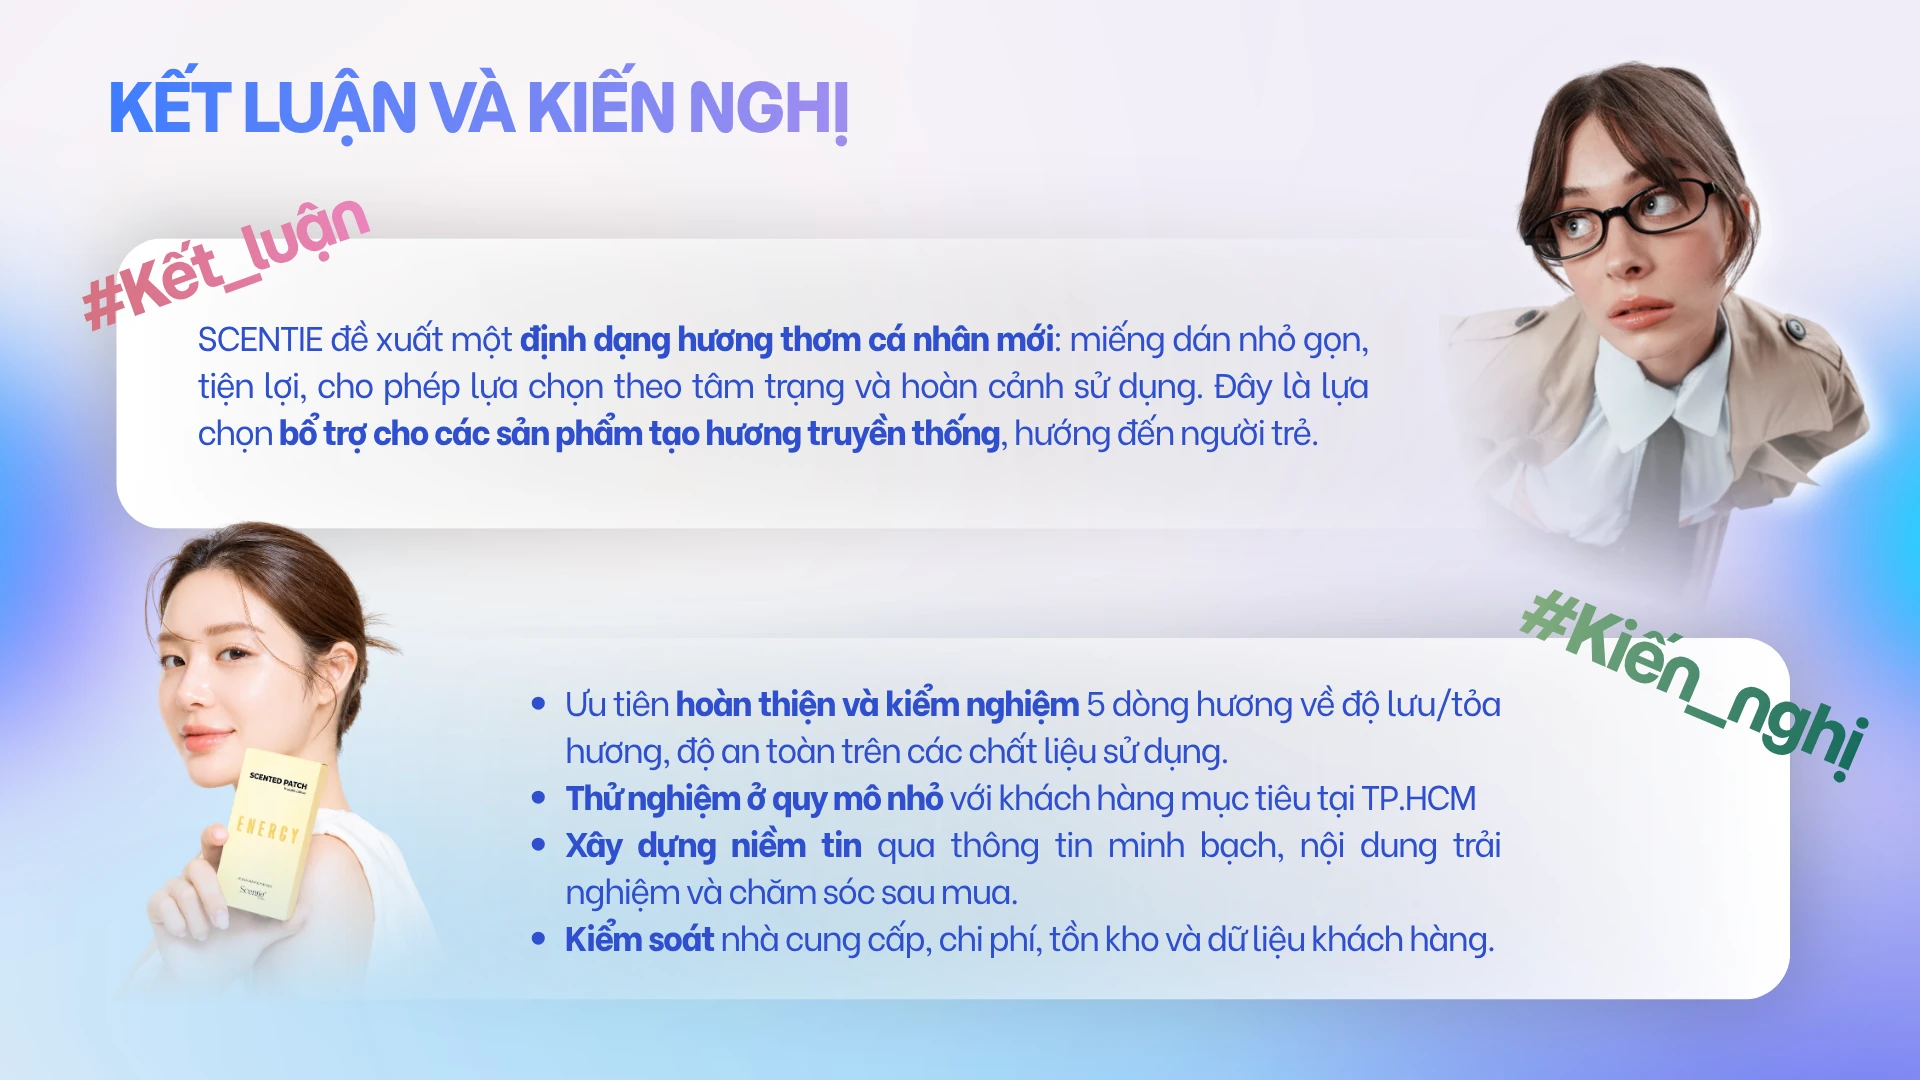 KẾT LUẬN VÀ KIẾN NGHỊ
#Kết_luận
SCENTIE đề xuất một định dạng hương thơm cá nhân mới: miếng dán nhỏ gọn,
tiện lợi, cho phép lựa chọn theo tâm trạng và hoàn cảnh sử dụng. Đây là lựa
chọn bổ trợ cho các sản phẩm tạo hương truyền thống, hướng đến người trẻ.
#Kiến_nghị
• Ưu tiên hoàn thiện và kiểm nghiệm 5 dòng hương về độ lưu/tỏa
hương, độ an toàn trên các chất liệu sử dụng.
• Thử nghiệm ở quy mô nhỏ với khách hàng mục tiêu tại TP.HCM
• Xây dựng niềm tin qua thông tin minh bạch, nội dung trải
nghiệm và chăm sóc sau mua.
• Kiểm soát nhà cung cấp, chi phí, tồn kho và dữ liệu khách hàng.
SCENTED PATCH
ENERGY
Scentie